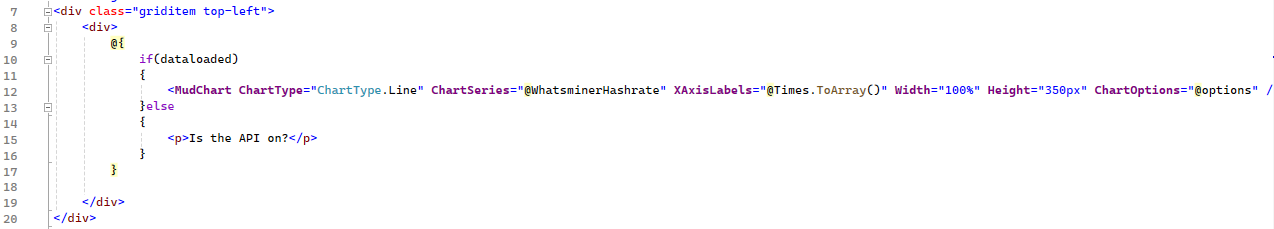 7 <div class="griditem top-left">
8 <div>
9 @{
10 if(dataloaded)
11 {
12 <MudChart ChartType="ChartType.Line" ChartSeries="@WhatsminerHashrate" XAxisLabels="@Times.ToArray()" Width="100%" Height="350px" ChartOptions="@options" /
13 }else
14 {
15 <p>Is the API on?</p>
16 }
17 }
18
19 </div>
20 </div>